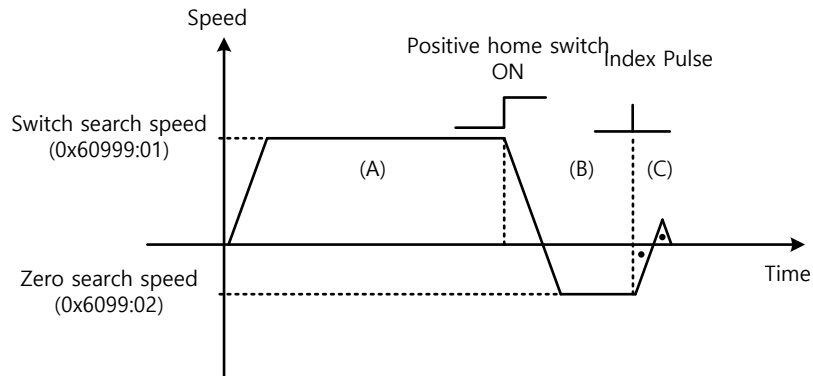 Speed
Positive home switch
ON
Index Pulse
Switch search speed
(0x60999:01)
(A)
(B)
(C)
Zero search speed
(0x6099:02)
Time